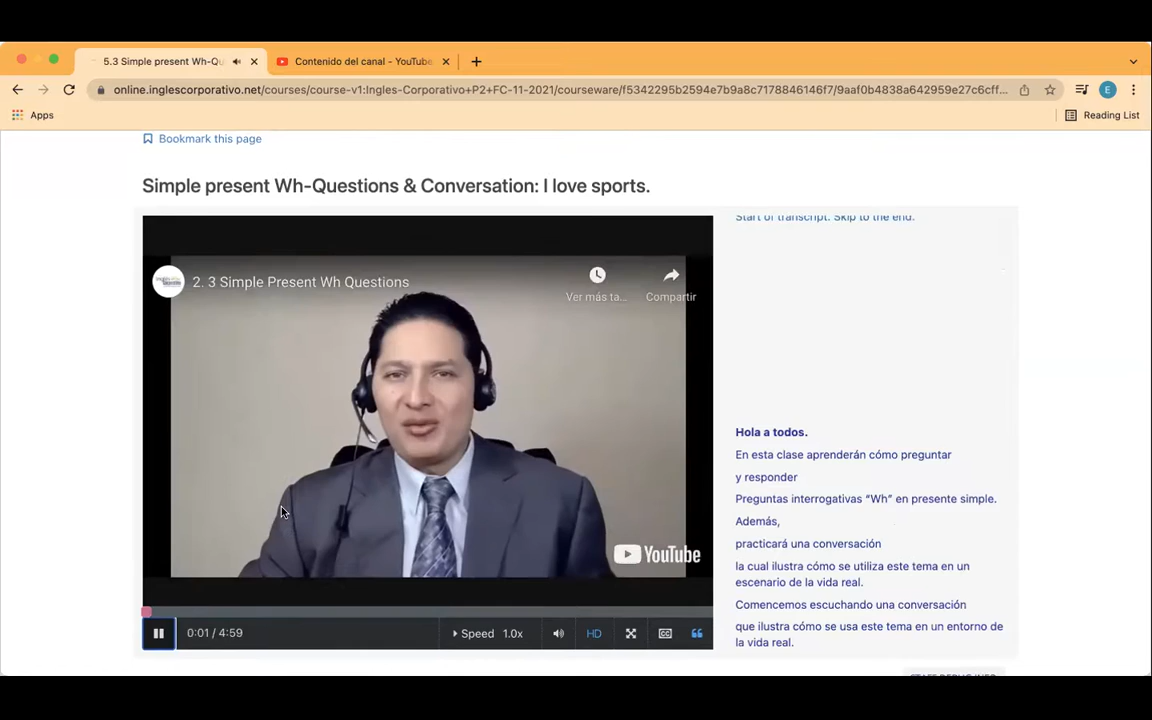 5.3 Simple present Wh-Qu
Contenido del canal - YouTube
online.inglescorporativo.net/courses/course-v1:Ingles-Corporativo+P2+FC-11-2021/courseware/f5342295b2594e7b9a8c7178846146f7/9aaf0b4838a642959e27c6cff...
E
Apps
Reading List
Bookmark this page
Simple present Wh-Questions & Conversation: I love sports.
Start of transcript. Skip to the end.
2. 3 Simple Present Wh Questions
Ver más ta...
Compartir
Hola a todos.
En esta clase aprenderán cómo preguntar
y responder
Preguntas interrogativas “Wh” en presente simple.
Además,
practicará una conversación
la cual ilustra cómo se utiliza este tema en un
escenario de la vida real.
Comencemos escuchando una conversación
que ilustra cómo se usa este tema en un entorno de
la vida real.
YouTube
0:01 / 4:59
Speed 1.0x
HD
CC
STAFF DEBUG INFO